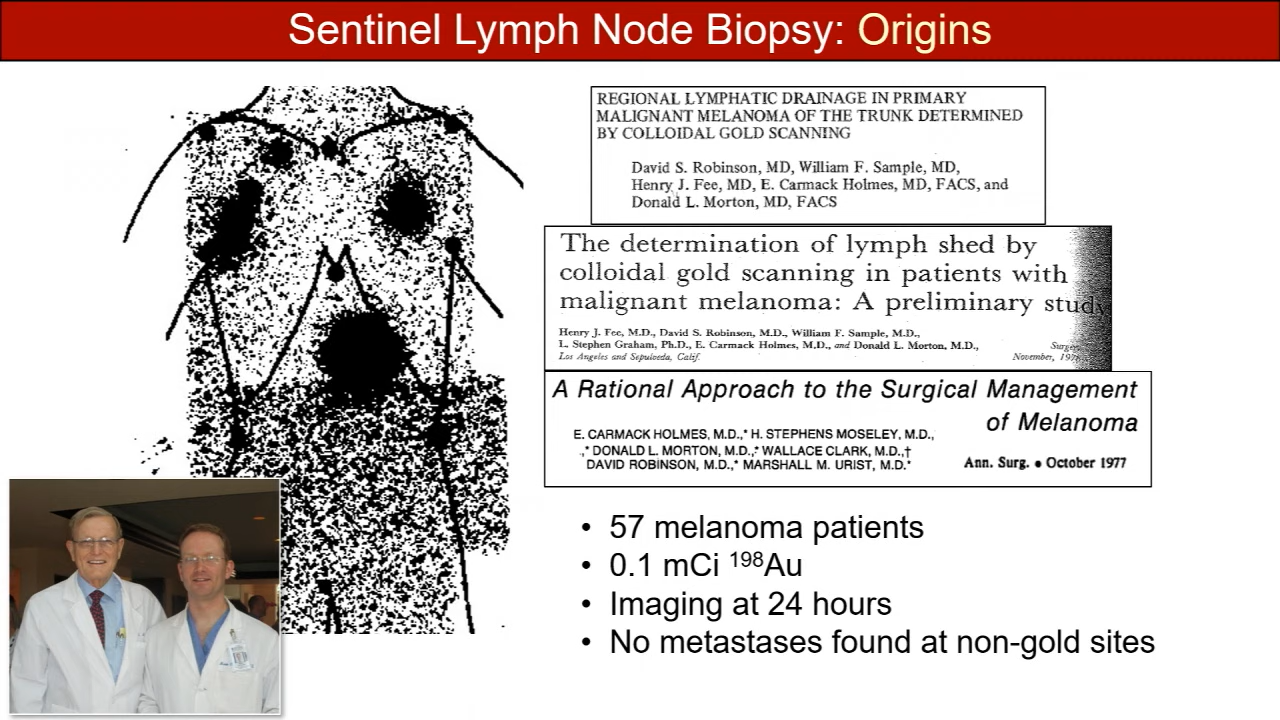 Sentinel Lymph Node Biopsy: Origins
REGIONAL LYMPHATIC DRAINAGE IN PRIMARY
MALIGNANT MELANOMA OF THE TRUNK DETERMINED
BY COLLOIDAL GOLD SCANNING
David S. Robinson, MD, William F. Sample, MD,
Henry J. Fee, MD, E. Carmack Holmes, MD, FACS, and
Donald L. Morton, MD, FACS
The determination of lymph shed by
colloidal gold scanning in patients with
malignant melanoma: A preliminary study
Henry J. Fee, M.D., David S. Robinson, M.D., William F. Sample, M.D.,
L. Stephen Graham, Ph.D., E. Carmack Holmes, M.D., and Donald L. Morton, M.D.,
Los Angeles and Sepulveda, Calif.
November,
A Rational Approach to the Surgical Management
of Melanoma
E. CARMACK HOLMES, M.D.,* H. STEPHENS MOSELEY, M.D.,
,* DONALD L. MORTON, M.D.,* WALLACE CLARK, M.D.,†
DAVID ROBINSON, M.D.,* MARSHALL M. URIST, M.D.*
Ann. Surg. • October 1977
• 57 melanoma patients
• 0.1 mCi ¹⁹⁸Au
• Imaging at 24 hours
• No metastases found at non-gold sites